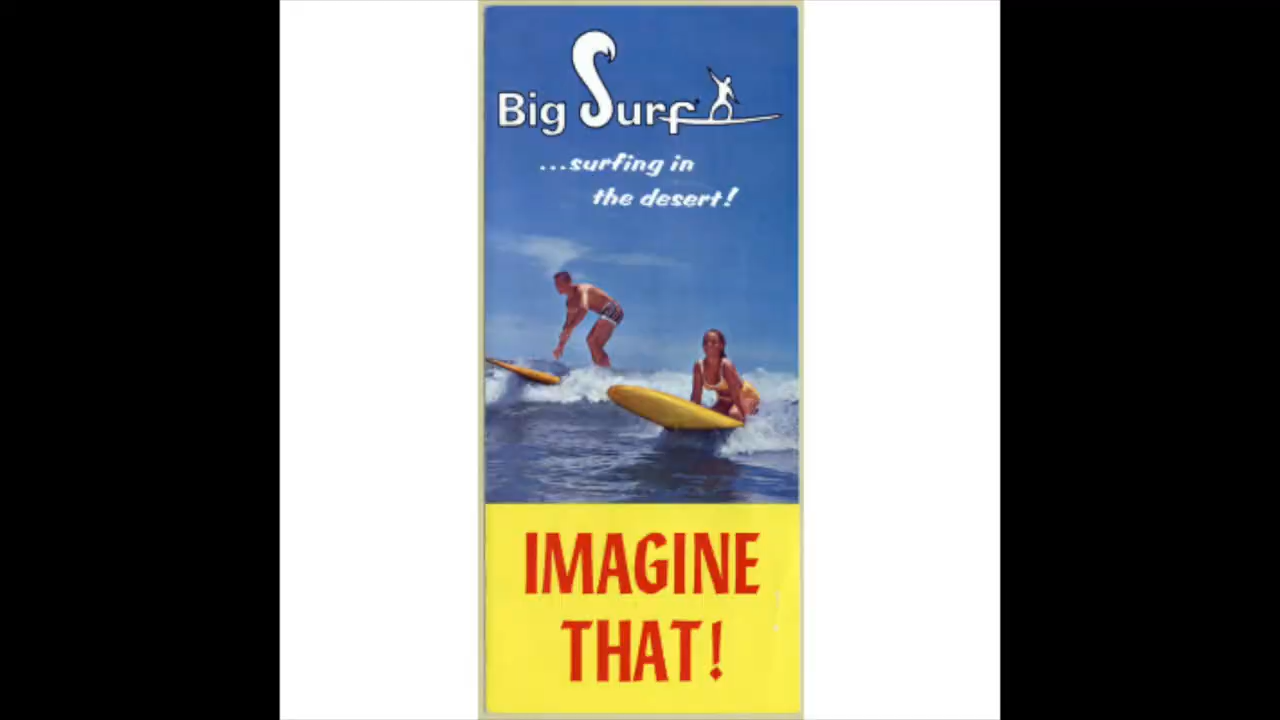 Big Surf
...surfing in
the desert!
IMAGINE
THAT!